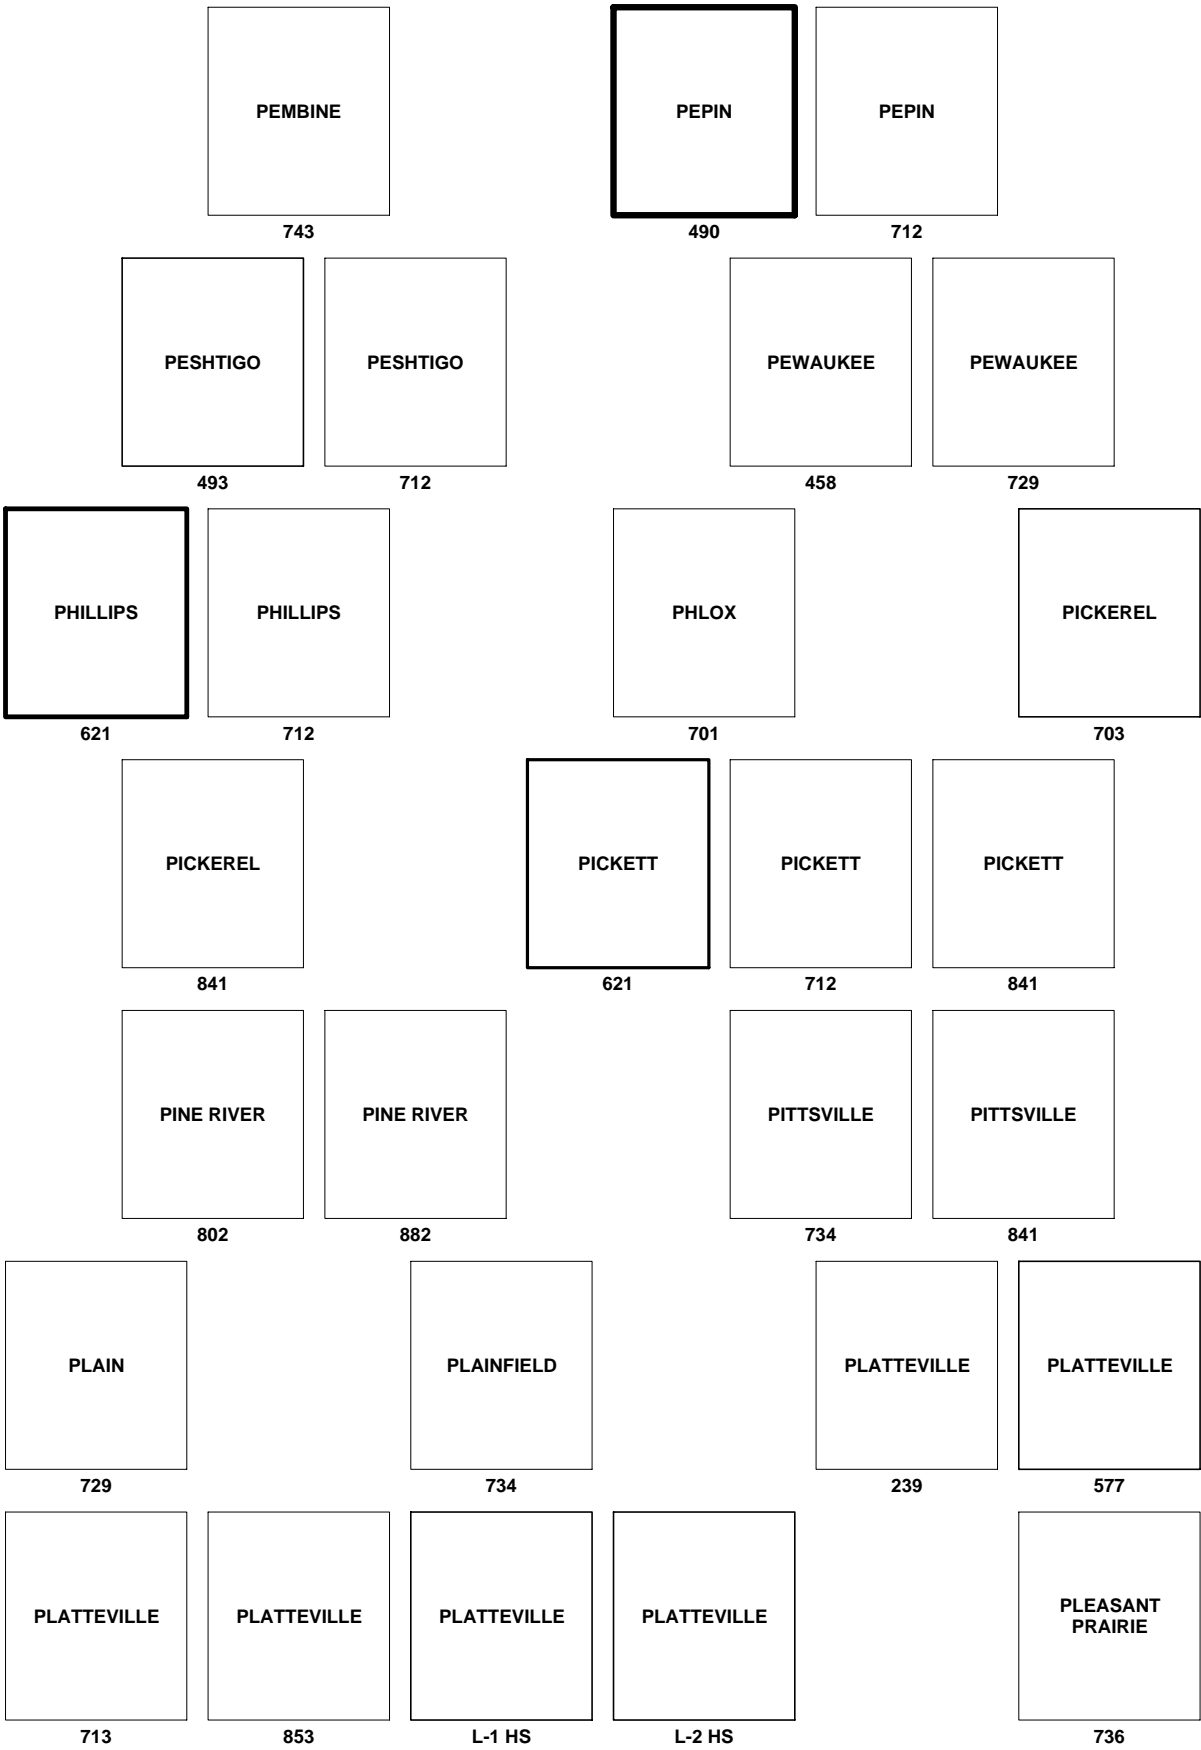 PEMBINE
PEPIN
PEPIN
743
490
712
PESHTIGO
PESHTIGO
PEWAUKEE
PEWAUKEE
493
712
458
729
PHILLIPS
PHILLIPS
PHLOX
PICKEREL
621
712
701
703
PICKEREL
PICKETT
PICKETT
PICKETT
841
621
712
841
PINE RIVER
PINE RIVER
PITTSVILLE
PITTSVILLE
802
882
734
841
PLAIN
PLAINFIELD
PLATTEVILLE
PLATTEVILLE
729
734
239
577
PLATTEVILLE
PLATTEVILLE
PLATTEVILLE
PLATTEVILLE
PLEASANT
PRAIRIE
713
853
L-1 HS
L-2 HS
736